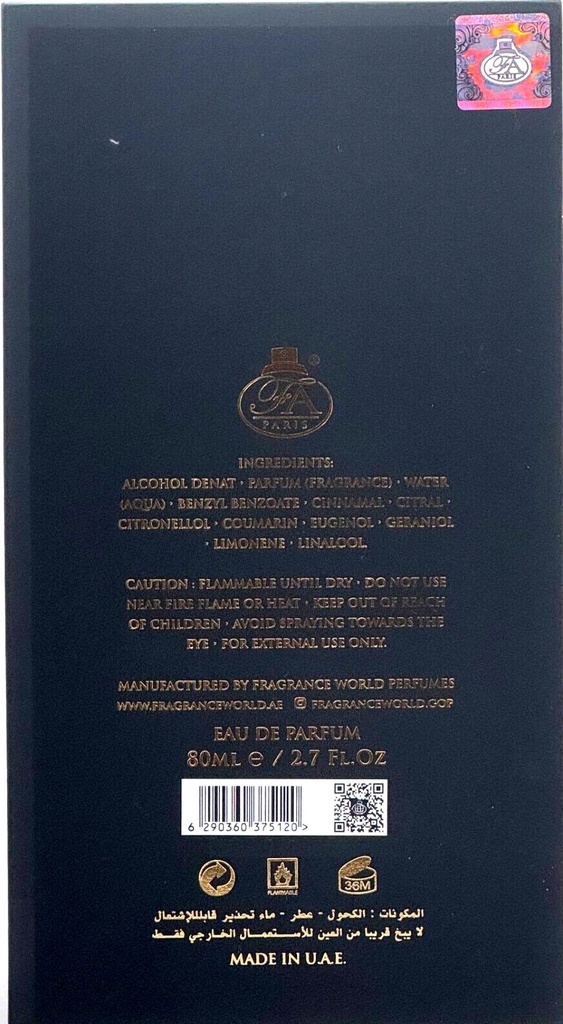 FA
PARIS
®
FA
PARIS
INGREDIENTS:
ALCOHOL DENAT · PARFUM (FRAGRANCE) · WATER
(AQUA) · BENZYL BENZOATE · CINNAMAL · CITRAL ·
CITRONELLOL · COUMARIN · EUGENOL · GERANIOL
· LIMONENE · LINALOOL
CAUTION : FLAMMABLE UNTIL DRY · DO NOT USE
NEAR FIRE FLAME OR HEAT · KEEP OUT OF REACH
OF CHILDREN · AVOID SPRAYING TOWARDS THE
EYE · FOR EXTERNAL USE ONLY.
MANUFACTURED BY FRAGRANCE WORLD PERFUMES
WWW.FRAGRANCEWORLD.AE FRAGRANCEWORLD.GOP
EAU DE PARFUM
80ML ℮ / 2.7 FL.OZ
6 290360 375120 >
FLAMMABLE
36M
المكونات : الكحول - عطر - ماء تحذير قابلللإشتعال
لا يبخ قريبا من العين للأستعمال الخارجي فقط
MADE IN U.A.E.